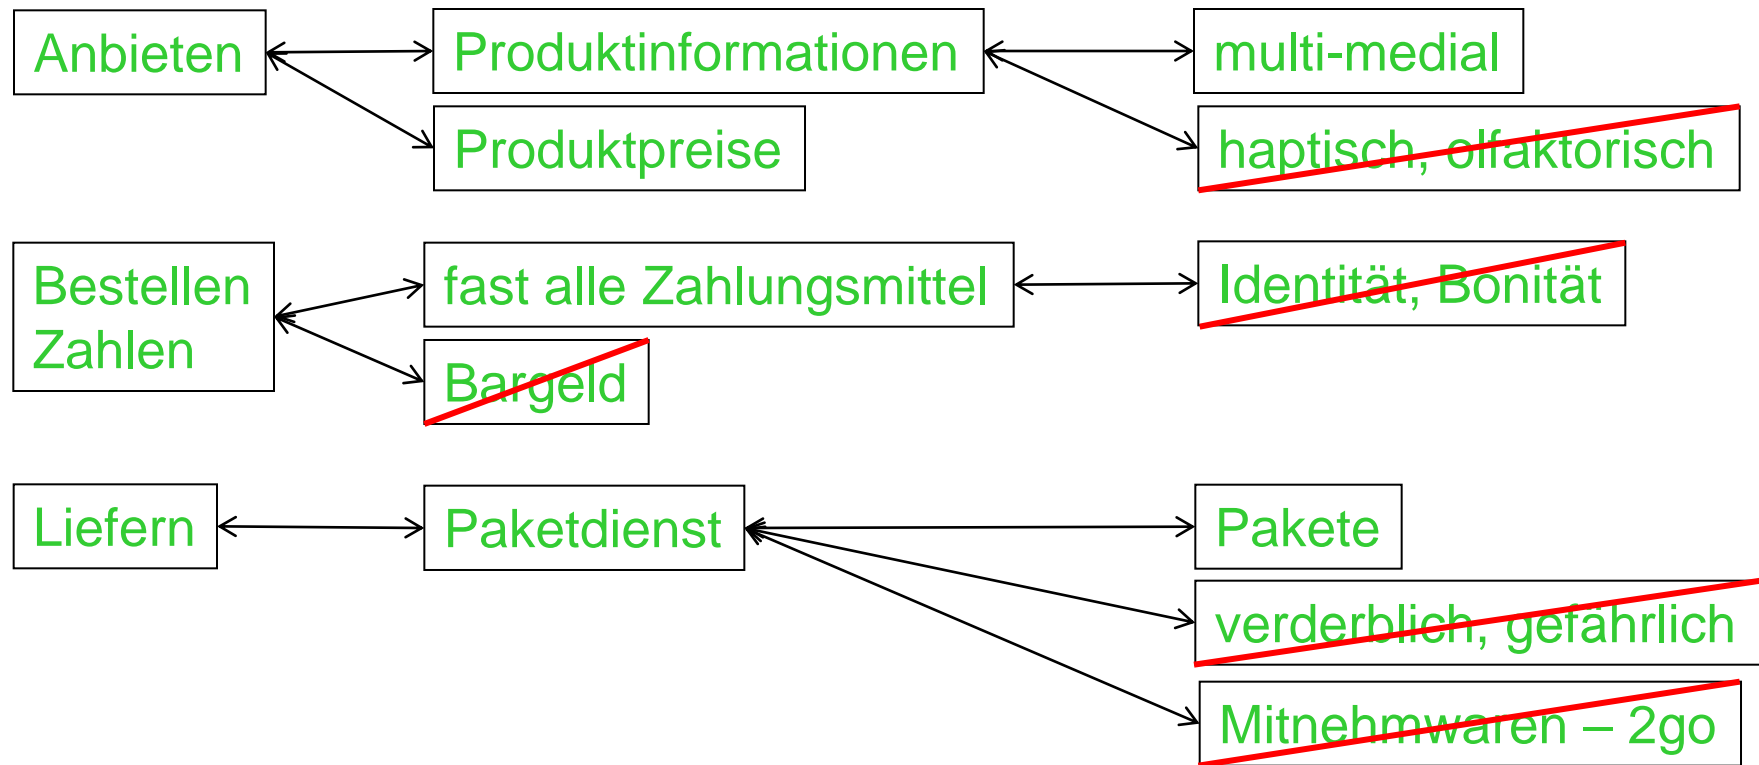 Anbieten
Produktinformationen
multi-medial
Produktpreise
haptisch, olfaktorisch
Bestellen
Zahlen
fast alle Zahlungsmittel
Identität, Bonität
Bargeld
Liefern
Paketdienst
Pakete
verderblich, gefährlich
Mitnehmwaren – 2go